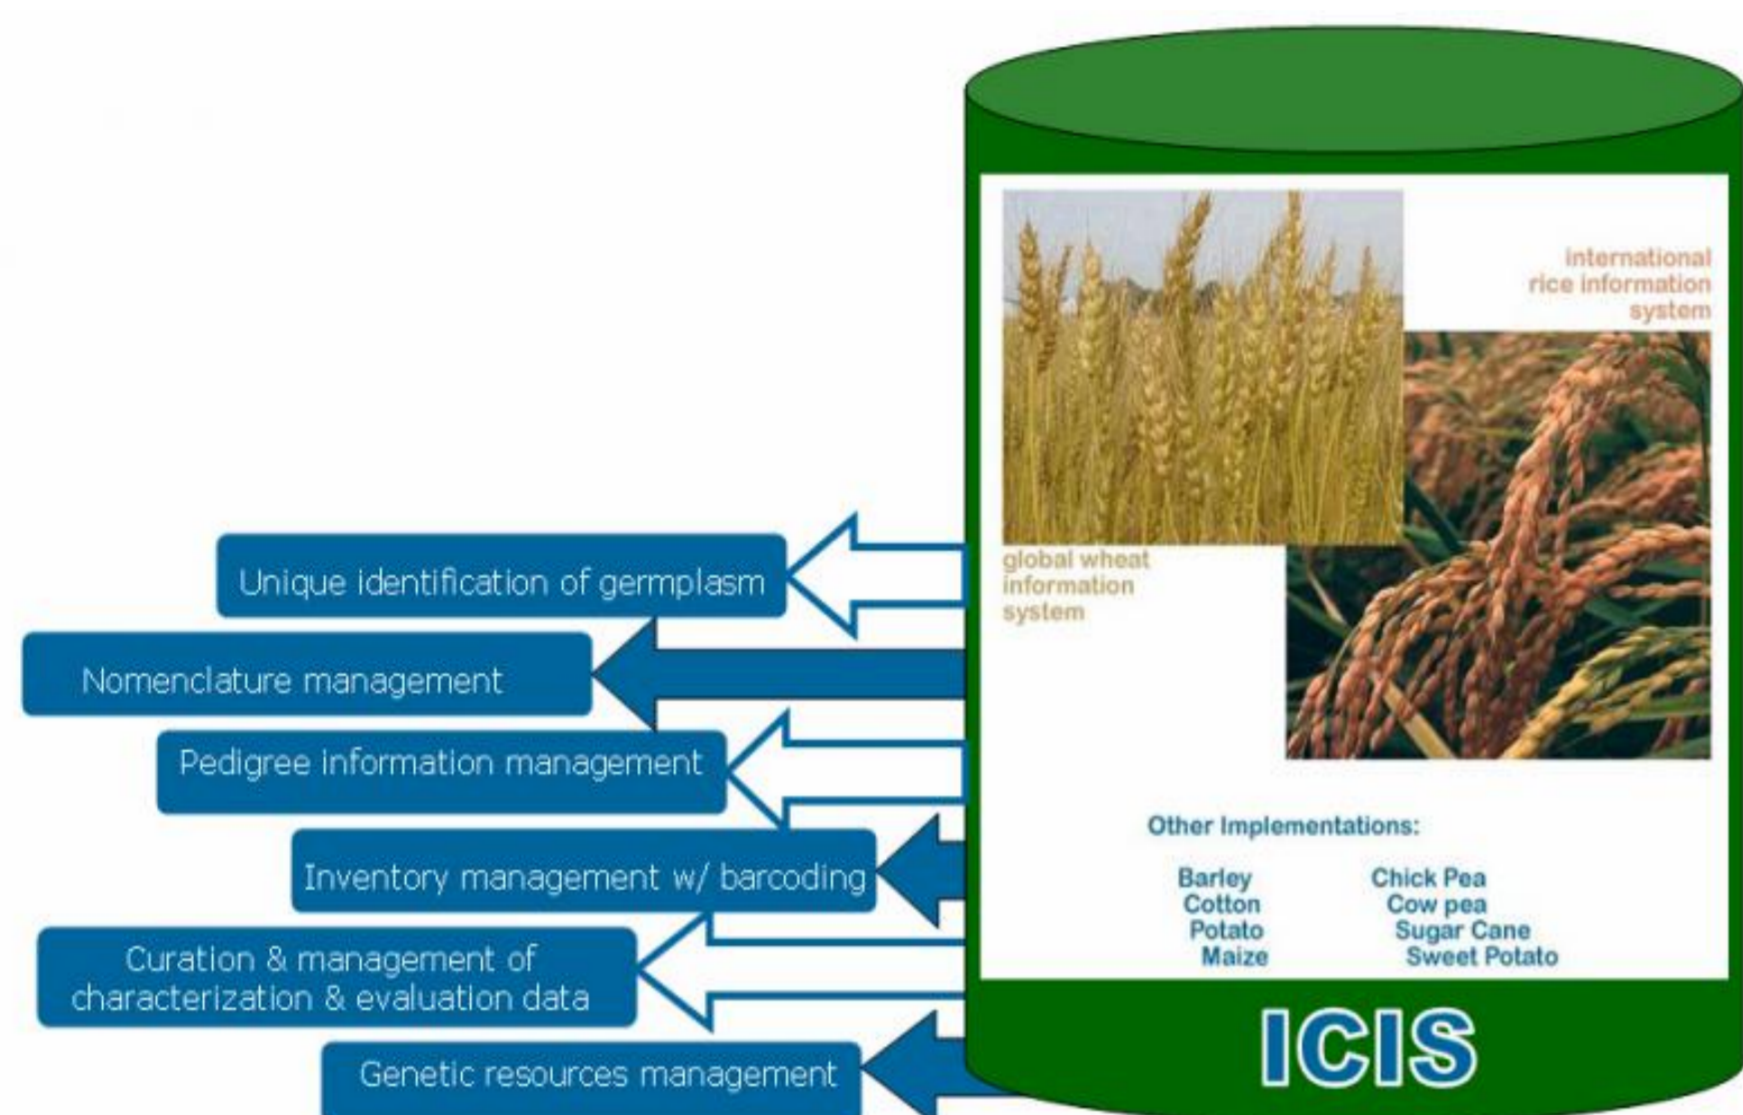 international
rice information
system
global wheat
information
system
Unique identification of germplasm
Nomenclature management
Pedigree information management
Inventory management w/ barcoding
Curation & management of
characterization & evaluation data
Genetic resources management
Other Implementations:
Barley Chick Pea
Cotton Cow pea
Potato Sugar Cane
Maize Sweet Potato
ICIS